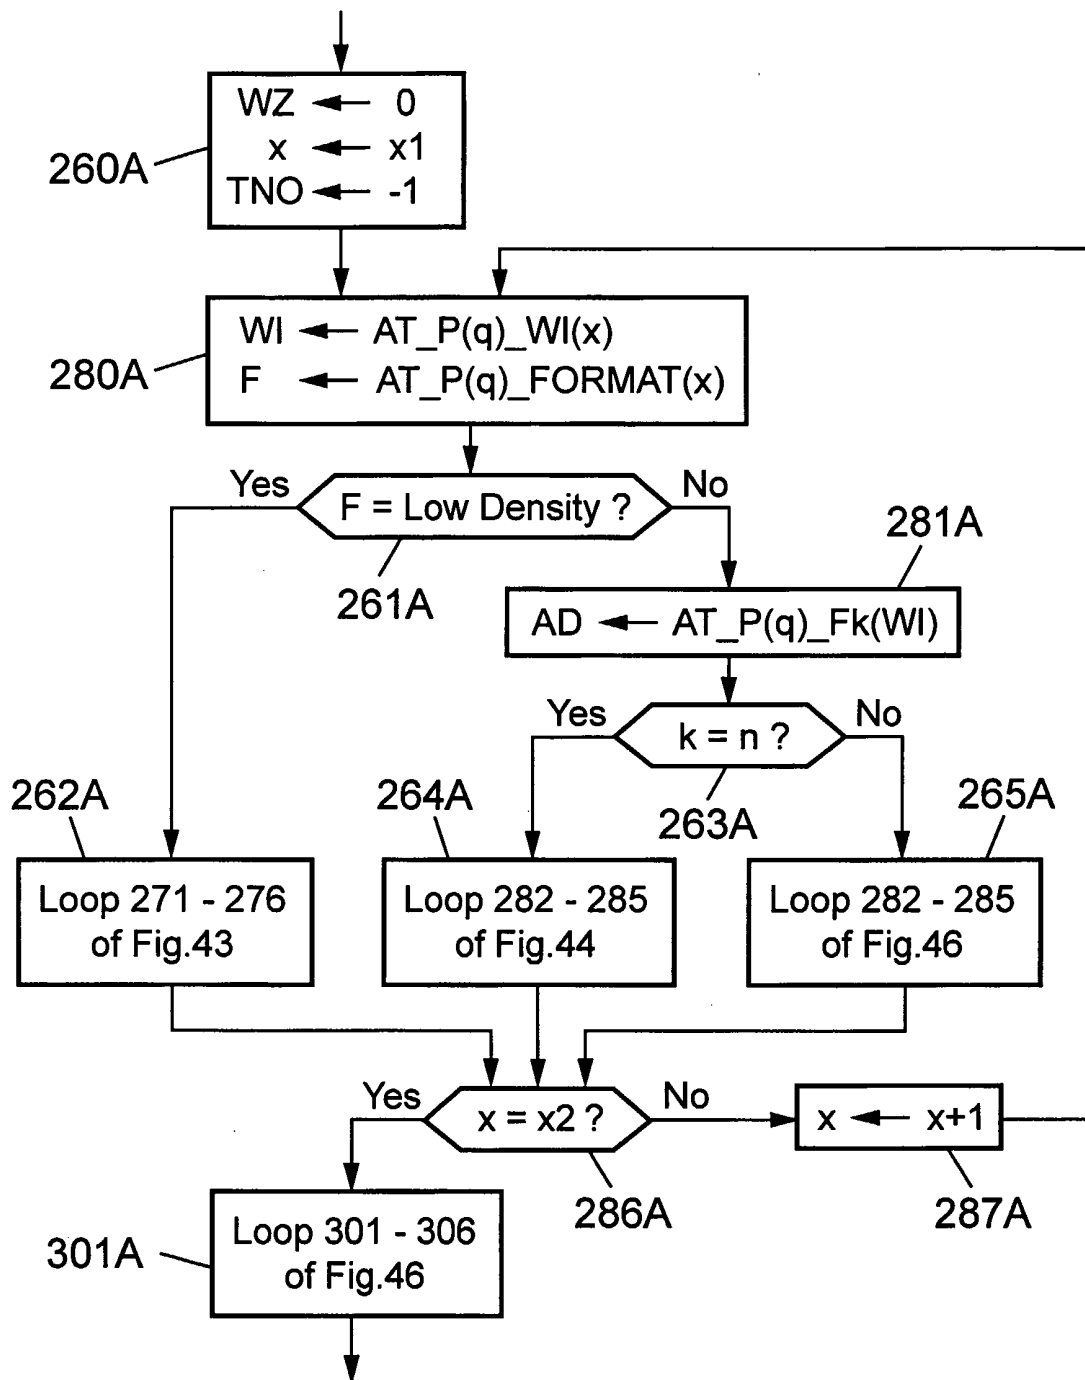 WZ ← 0
x ← x1
TNO ← -1
260A
WI ← AT_P(q)_WI(x)
F ← AT_P(q)_FORMAT(x)
280A
Yes
F = Low Density ?
No
261A
281A
AD ← AT_P(q)_Fk(WI)
Yes
k = n ?
No
263A
262A
264A
265A
Loop 271 - 276
of Fig.43
Loop 282 - 285
of Fig.44
Loop 282 - 285
of Fig.46
Yes
x = x2 ?
No
x ← x+1
286A
287A
Loop 301 - 306
of Fig.46
301A